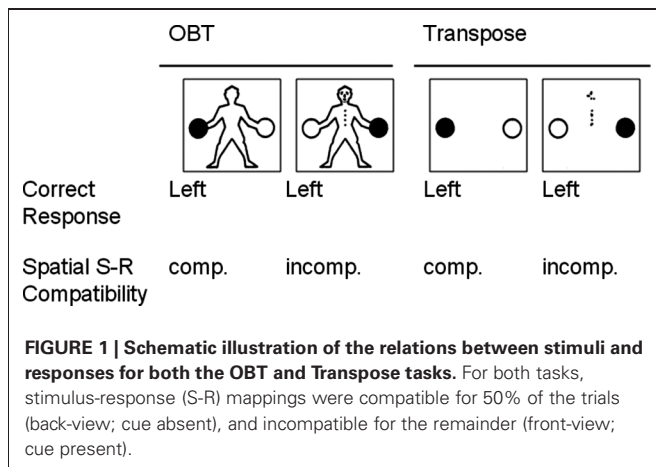 OBT Transpose
Correct Response Left Left Left Left
Spatial S-R Compatibility comp. incomp. comp. incomp.
FIGURE 1 | Schematic illustration of the relations between stimuli and
responses for both the OBT and Transpose tasks. For both tasks,
stimulus-response (S-R) mappings were compatible for 50% of the trials
(back-view; cue absent), and incompatible for the remainder (front-view;
cue present).